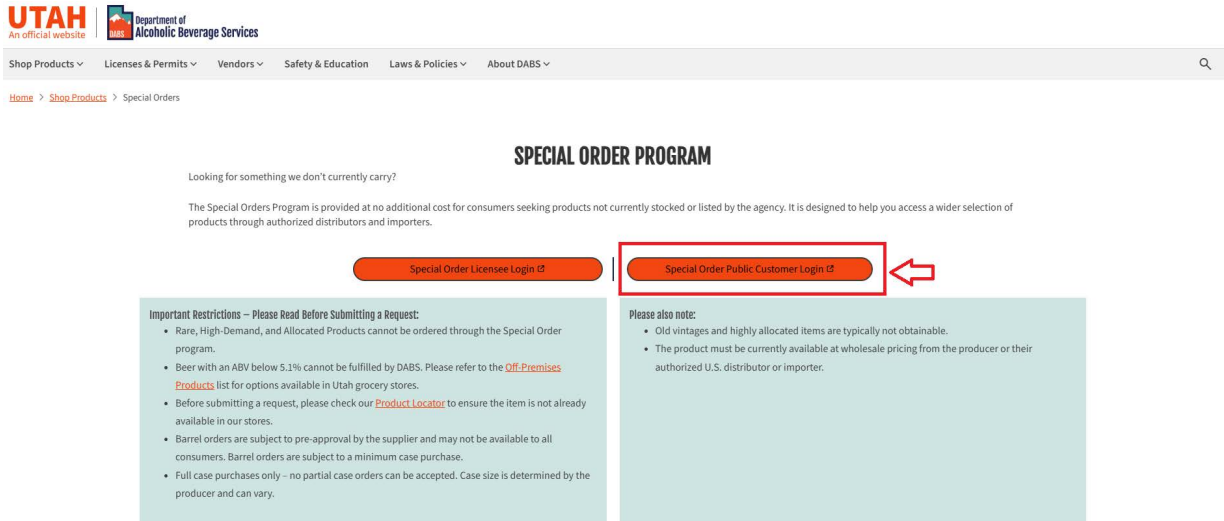 UTAH
An official website
Department of
Alcoholic Beverage Services
DABS
Shop Products Licenses & Permits Vendors Safety & Education Laws & Policies About DABS
Home > Shop Products > Special Orders
SPECIAL ORDER PROGRAM
Looking for something we don't currently carry?
The Special Orders Program is provided at no additional cost for consumers seeking products not currently stocked or listed by the agency. It is designed to help you access a wider selection of
products through authorized distributors and importers.
Special Order Licensee Login
Special Order Public Customer Login
Important Restrictions – Please Read Before Submitting a Request:
• Rare, High-Demand, and Allocated Products cannot be ordered through the Special Order
program.
• Beer with an ABV below 5.1% cannot be fulfilled by DABS. Please refer to the Off-Premises
Products list for options available in Utah grocery stores.
• Before submitting a request, please check our Product Locator to ensure the item is not already
available in our stores.
• Barrel orders are subject to pre-approval by the supplier and may not be available to all
consumers. Barrel orders are subject to a minimum case purchase.
• Full case purchases only – no partial case orders can be accepted. Case size is determined by the
producer and can vary.
Please also note:
• Old vintages and highly allocated items are typically not obtainable.
• The product must be currently available at wholesale pricing from the producer or their
authorized U.S. distributor or importer.